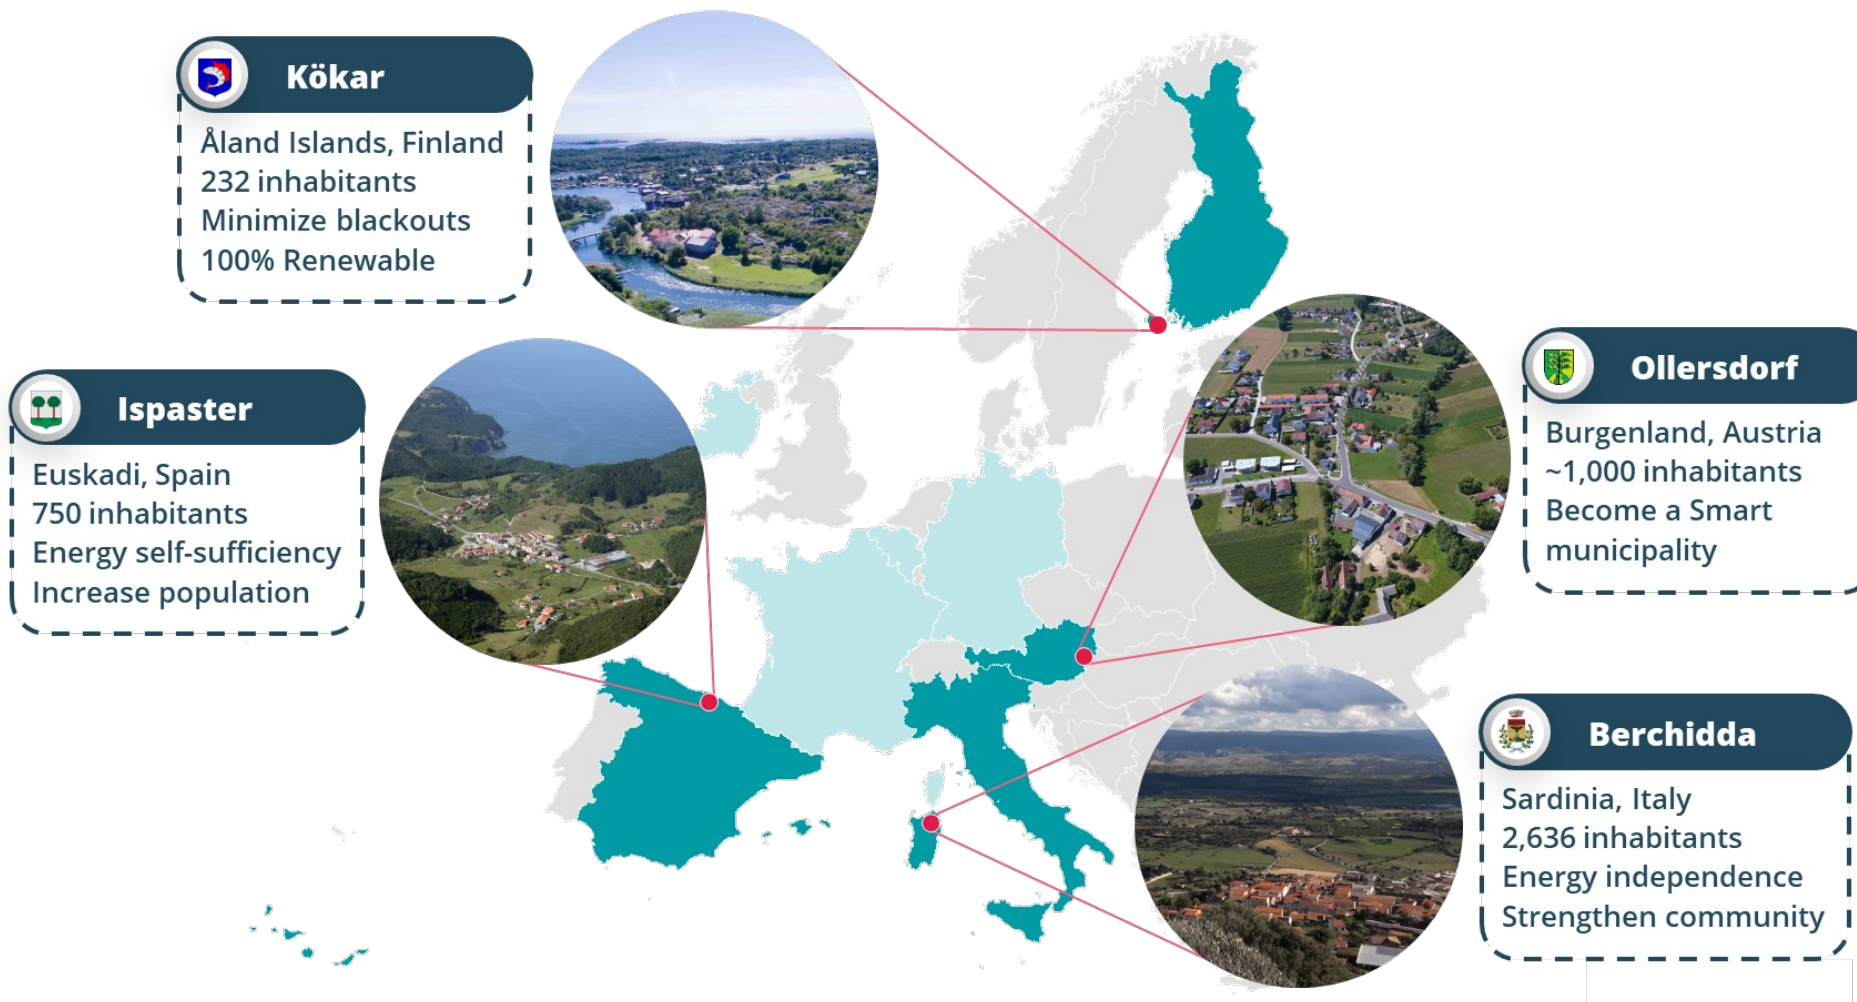 Kökar
Åland Islands, Finland
232 inhabitants
Minimize blackouts
100% Renewable
Ispaster
Euskadi, Spain
750 inhabitants
Energy self-sufficiency
Increase population
Ollersdorf
Burgenland, Austria
~1,000 inhabitants
Become a Smart
municipality
Berchidda
Sardinia, Italy
2,636 inhabitants
Energy independence
Strengthen community